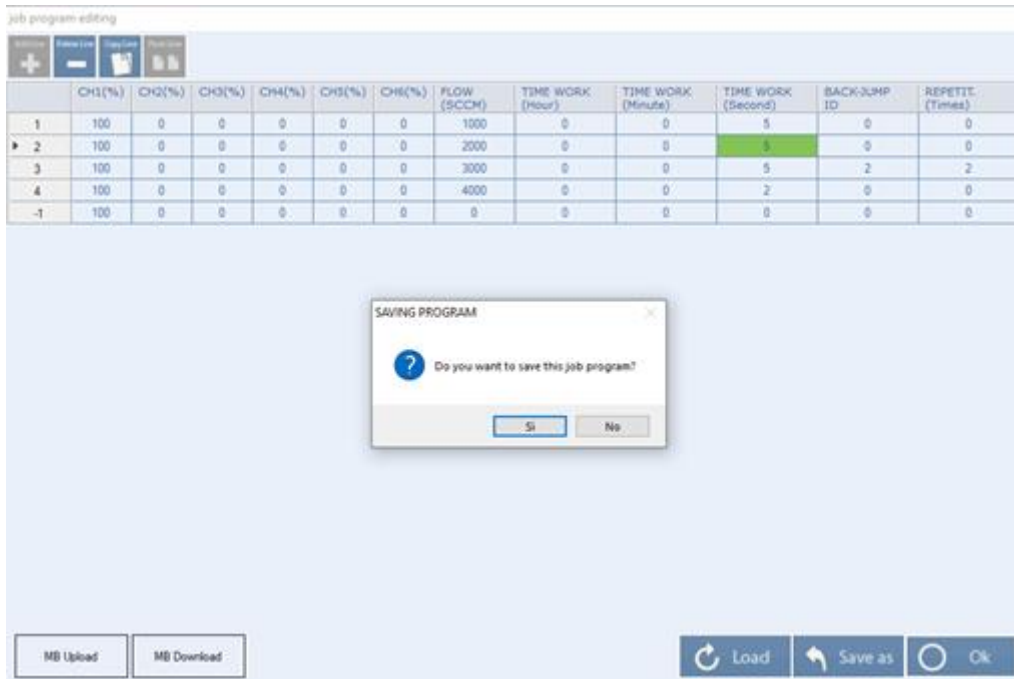 job program editing
Delete Line Copy Line
CH1(%) CH2(%) CH3(%) CH4(%) CH5(%) CH6(%) FLOW (SCCM) TIME WORK (Hour) TIME WORK (Minute) TIME WORK (Second) BACK-JUMP ID REPETIT. (Times)
1 100 0 0 0 0 0 1000 0 0 5 0 0
2 100 0 0 0 0 0 2000 0 0 5 0 0
3 100 0 0 0 0 0 3000 0 0 5 2 2
4 100 0 0 0 0 0 4000 0 0 2 0 0
-1 100 0 0 0 0 0 0 0 0 0 0 0
SAVING PROGRAM
Do you want to save this job program?
Sì No
MB Upload MB Download Load Save as Ok